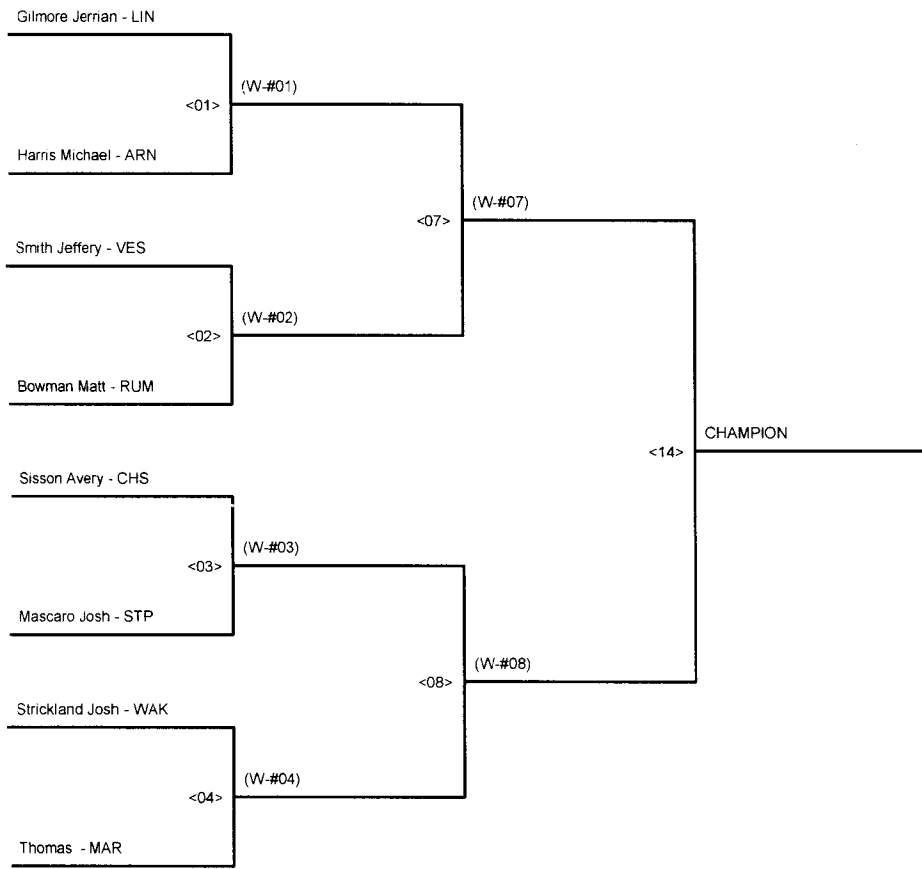 Gilmore Jerrian - LIN
(W-#01)
<01>
Harris Michael - ARN
(W-#07)
<07>
Smith Jeffery - VES
(W-#02)
<02>
Bowman Matt - RUM
CHAMPION
<14>
Sisson Avery - CHS
(W-#03)
<03>
Mascaro Josh - STP
(W-#08)
<08>
Strickland Josh - WAK
(W-#04)
<04>
Thomas - MAR